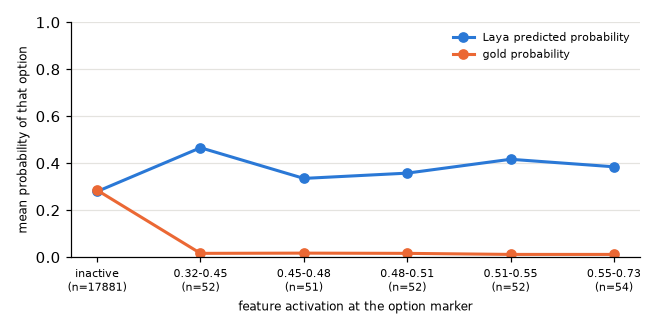 1.0
0.8
0.6
0.4
0.2
0.0
mean probability of that option
Laya predicted probability
gold probability
inactive
(n=17881)
0.32-0.45
(n=52)
0.45-0.48
(n=51)
0.48-0.51
(n=52)
0.51-0.55
(n=52)
0.55-0.73
(n=54)
feature activation at the option marker